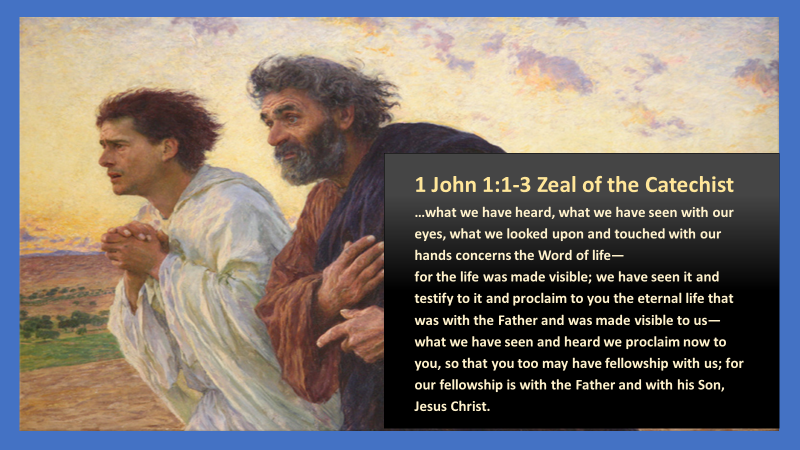 1 John 1:1-3 Zeal of the Catechist
…what we have heard, what we have seen with our
eyes, what we looked upon and touched with our
hands concerns the Word of life—
for the life was made visible; we have seen it and
testify to it and proclaim to you the eternal life that
was with the Father and was made visible to us—
what we have seen and heard we proclaim now to
you, so that you too may have fellowship with us; for
our fellowship is with the Father and with his Son,
Jesus Christ.